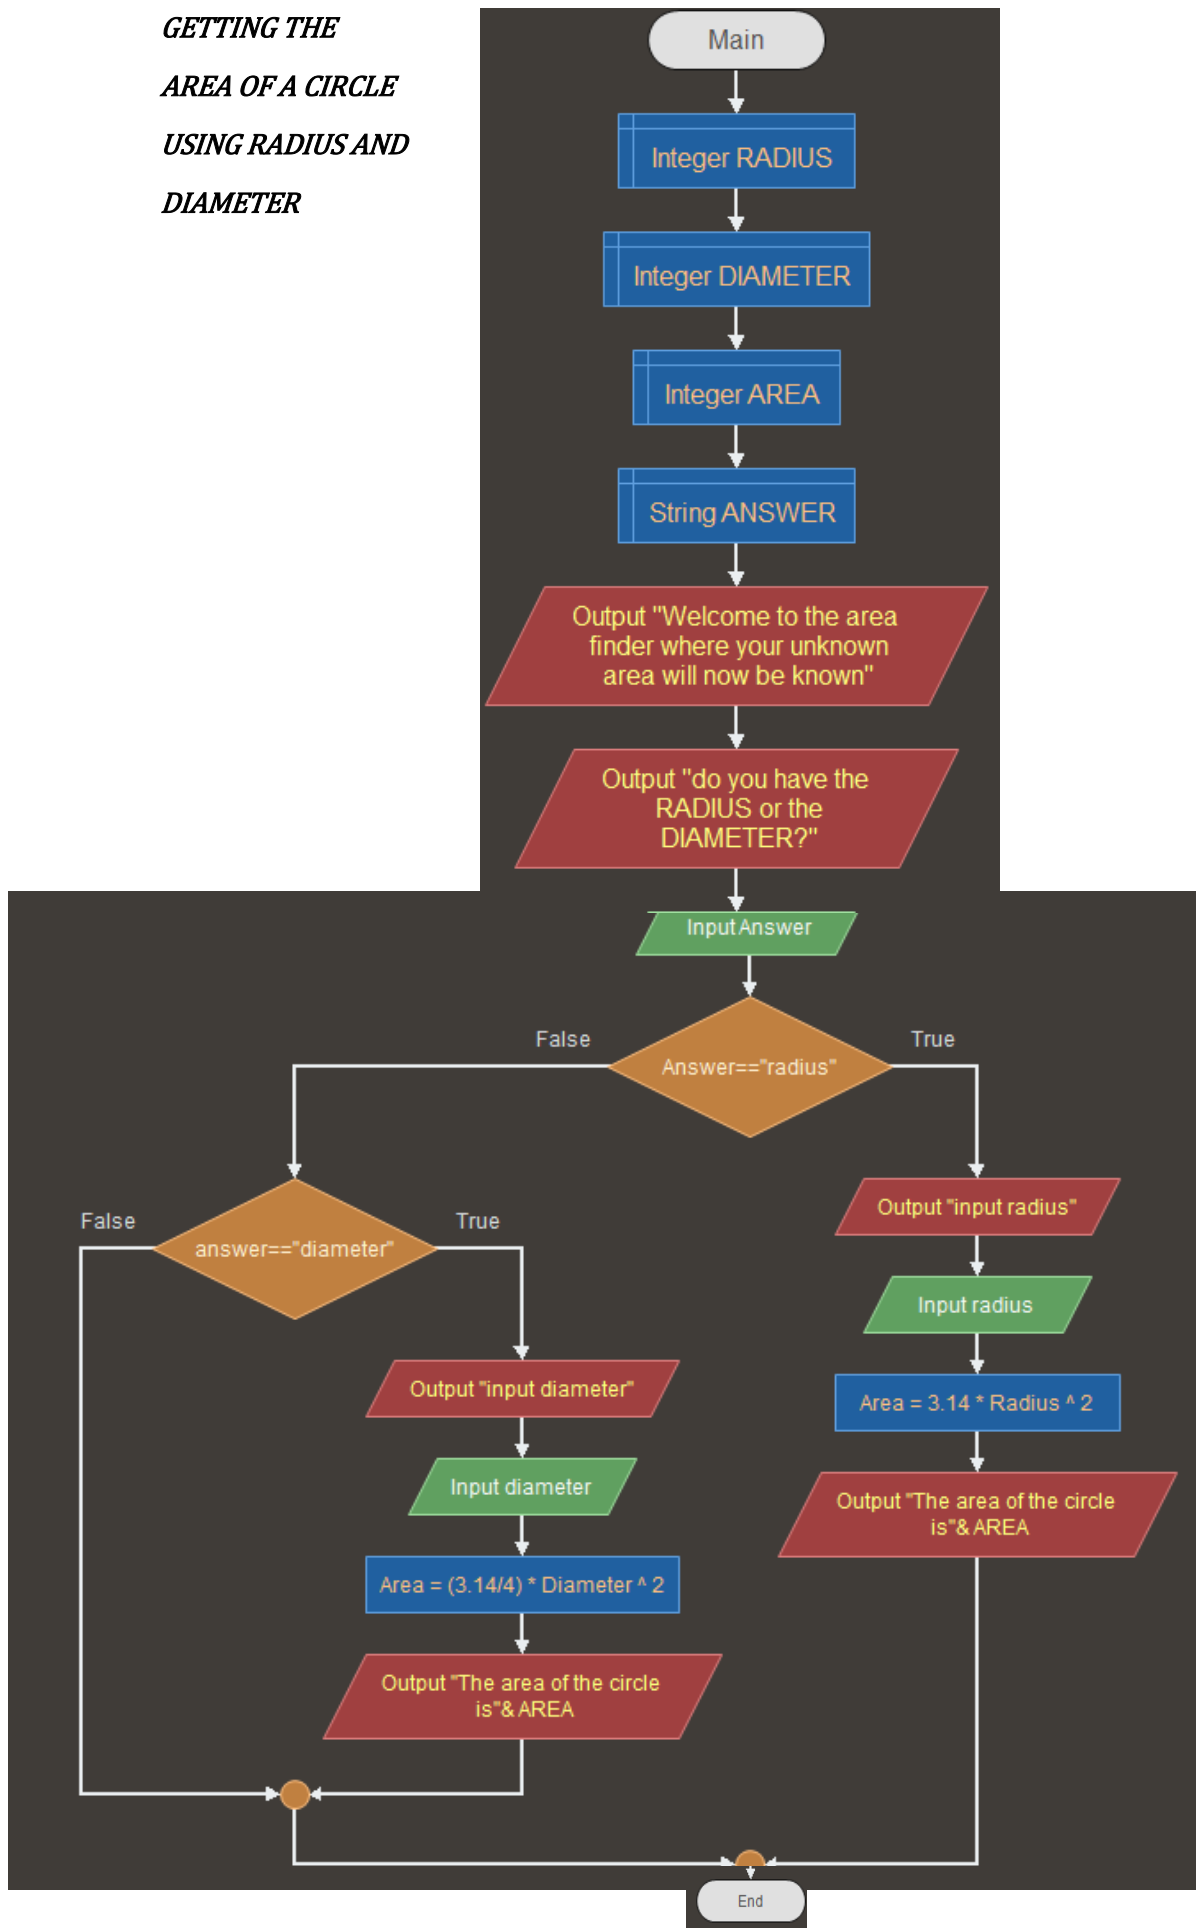 GETTING THE
AREA OF A CIRCLE
USING RADIUS AND
DIAMETER
Main
Integer RADIUS
Integer DIAMETER
Integer AREA
String ANSWER
Output "Welcome to the area
finder where your unknown
area will now be known"
Output "do you have the
RADIUS or the
DIAMETER?"
Input Answer
False
True
Answer=="radius"
False
True
answer=="diameter"
Output "input radius"
Input radius
Area = 3.14 * Radius ^ 2
Output "The area of the circle
is"& AREA
Output "input diameter"
Input diameter
Area = (3.14/4) * Diameter ^ 2
Output "The area of the circle
is"& AREA
End